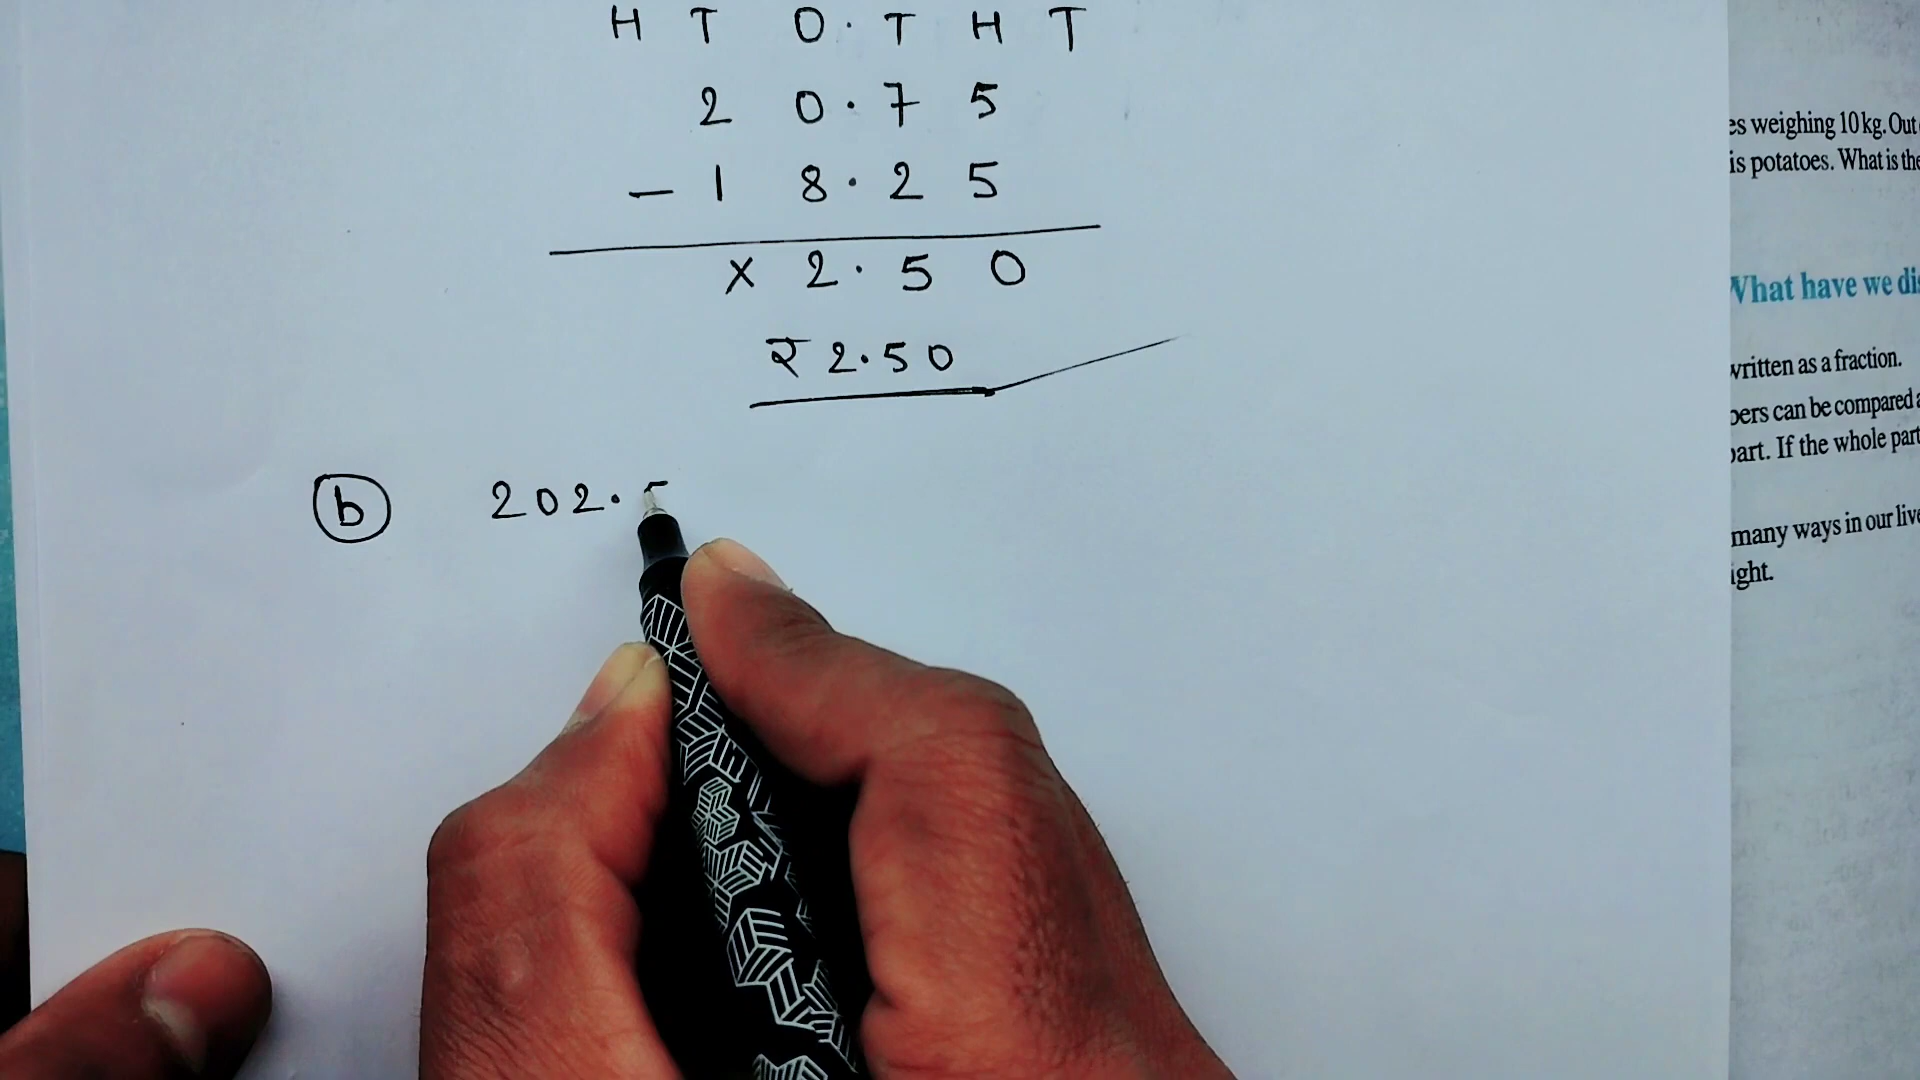 H T O . T H T
2 0 . 7 5
- 1 8 . 2 5
x 2 . 5 0
₹ 2.50
b 202.5
es weighing 10 kg. Out
is potatoes. What is the
What have we dis
written as a fraction.
bers can be compared a
part. If the whole part
many ways in our live
ight.